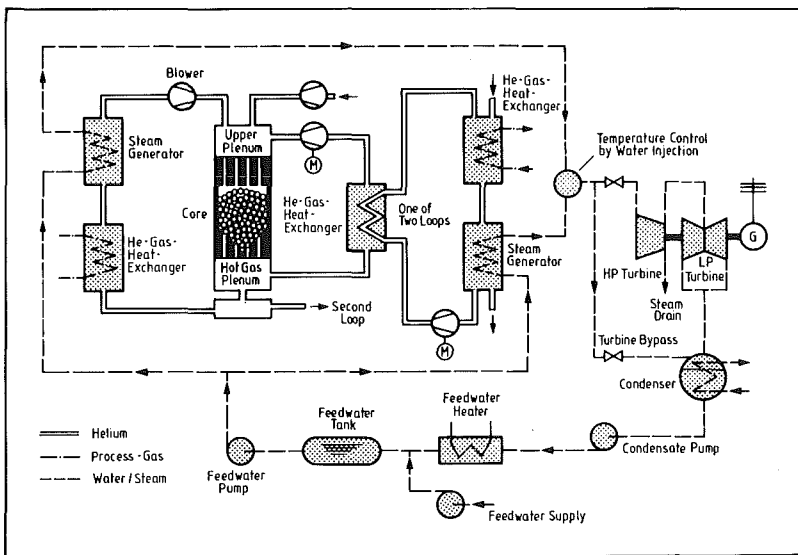 Blower
He-Gas-
Heat-
Exchanger
Steam
Generator
Upper
Plenum
M
Temperature Control
by Water Injection
Core
He-Gas-
Heat-
Exchanger
One of
Two Loops
He-Gas-
Heat-
Exchanger
Steam
Generator
Hot Gas
Plenum
G
HP Turbine
LP
Turbine
Steam
Drain
Second
Loop
M
Turbine Bypass
Condenser
Feedwater
Tank
Feedwater
Heater
Helium
Process-Gas
Water/Steam
Feedwater
Pump
Condensate Pump
Feedwater Supply